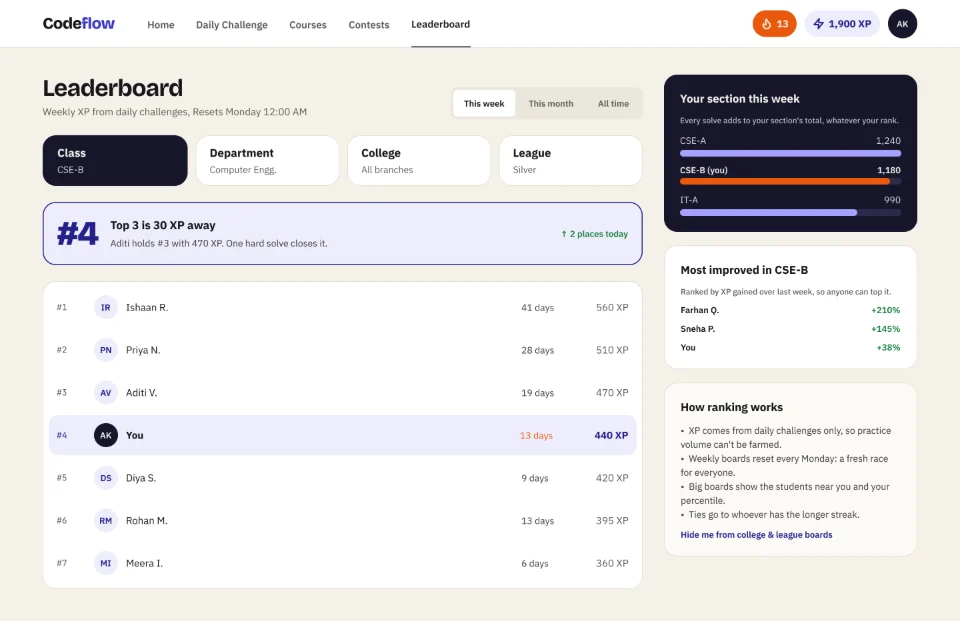 Codeflow
Home Daily Challenge Courses Contests Leaderboard
13 1,900 XP AK
Leaderboard
Weekly XP from daily challenges, Resets Monday 12:00 AM
This week This month All time
Class
CSE-B
Department
Computer Engg.
College
All branches
League
Silver
#4
Top 3 is 30 XP away
Aditi holds #3 with 470 XP. One hard solve closes it.
↑ 2 places today
#1 IR Ishaan R. 41 days 560 XP
#2 PN Priya N. 28 days 510 XP
#3 AV Aditi V. 19 days 470 XP
#4 AK You 13 days 440 XP
#5 DS Diya S. 9 days 420 XP
#6 RM Rohan M. 13 days 395 XP
#7 MI Meera I. 6 days 360 XP
Your section this week
Every solve adds to your section's total, whatever your rank.
CSE-A 1,240
CSE-B (you) 1,180
IT-A 990
Most improved in CSE-B
Ranked by XP gained over last week, so anyone can top it.
Farhan Q. +210%
Sneha P. +145%
You +38%
How ranking works
• XP comes from daily challenges only, so practice
volume can't be farmed.
• Weekly boards reset every Monday: a fresh race
for everyone.
• Big boards show the students near you and your
percentile.
• Ties go to whoever has the longer streak.
Hide me from college & league boards